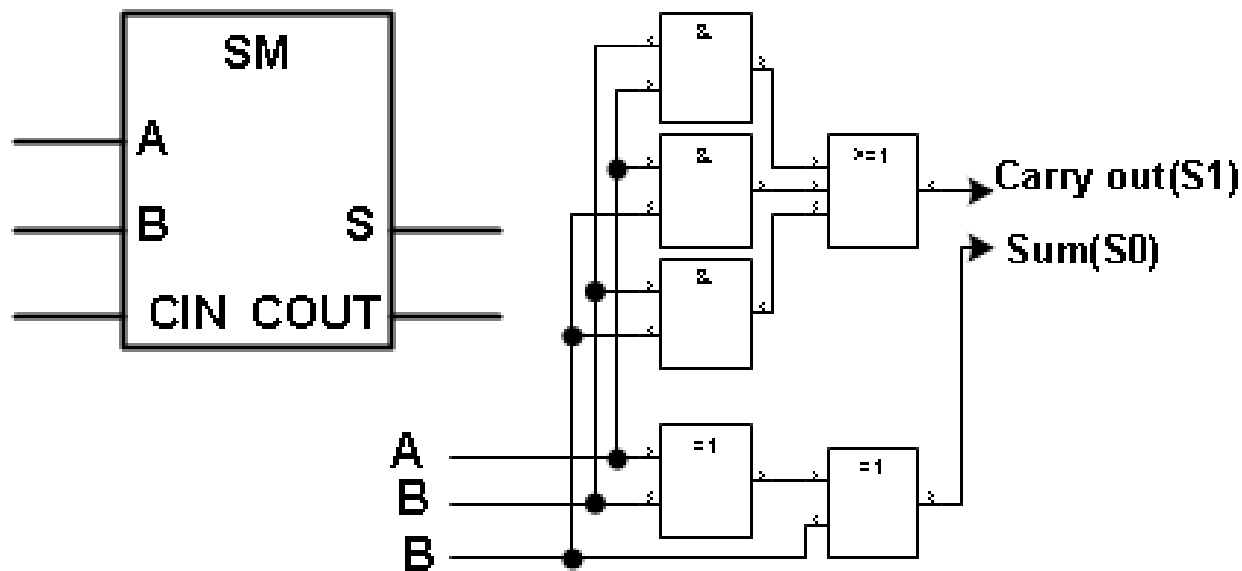 SM
A
B S
CIN COUT
&
&
&
>=1
Carry out(S1)
Sum(S0)
A
B
B
=1
=1